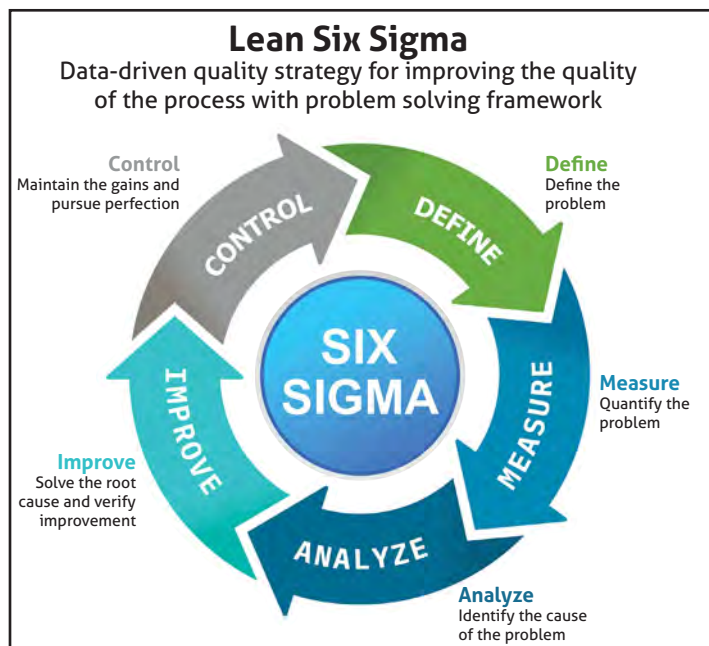 Lean Six Sigma
Data-driven quality strategy for improving the quality
of the process with problem solving framework
Control
Maintain the gains and
pursue perfection
Define
Define the
problem
CONTROL
DEFINE
SIX
SIGMA
Measure
Quantify the
problem
MEASURE
IMPROVE
Improve
Solve the root
cause and verify
improvement
ANALYZE
Analyze
Identify the cause
of the problem